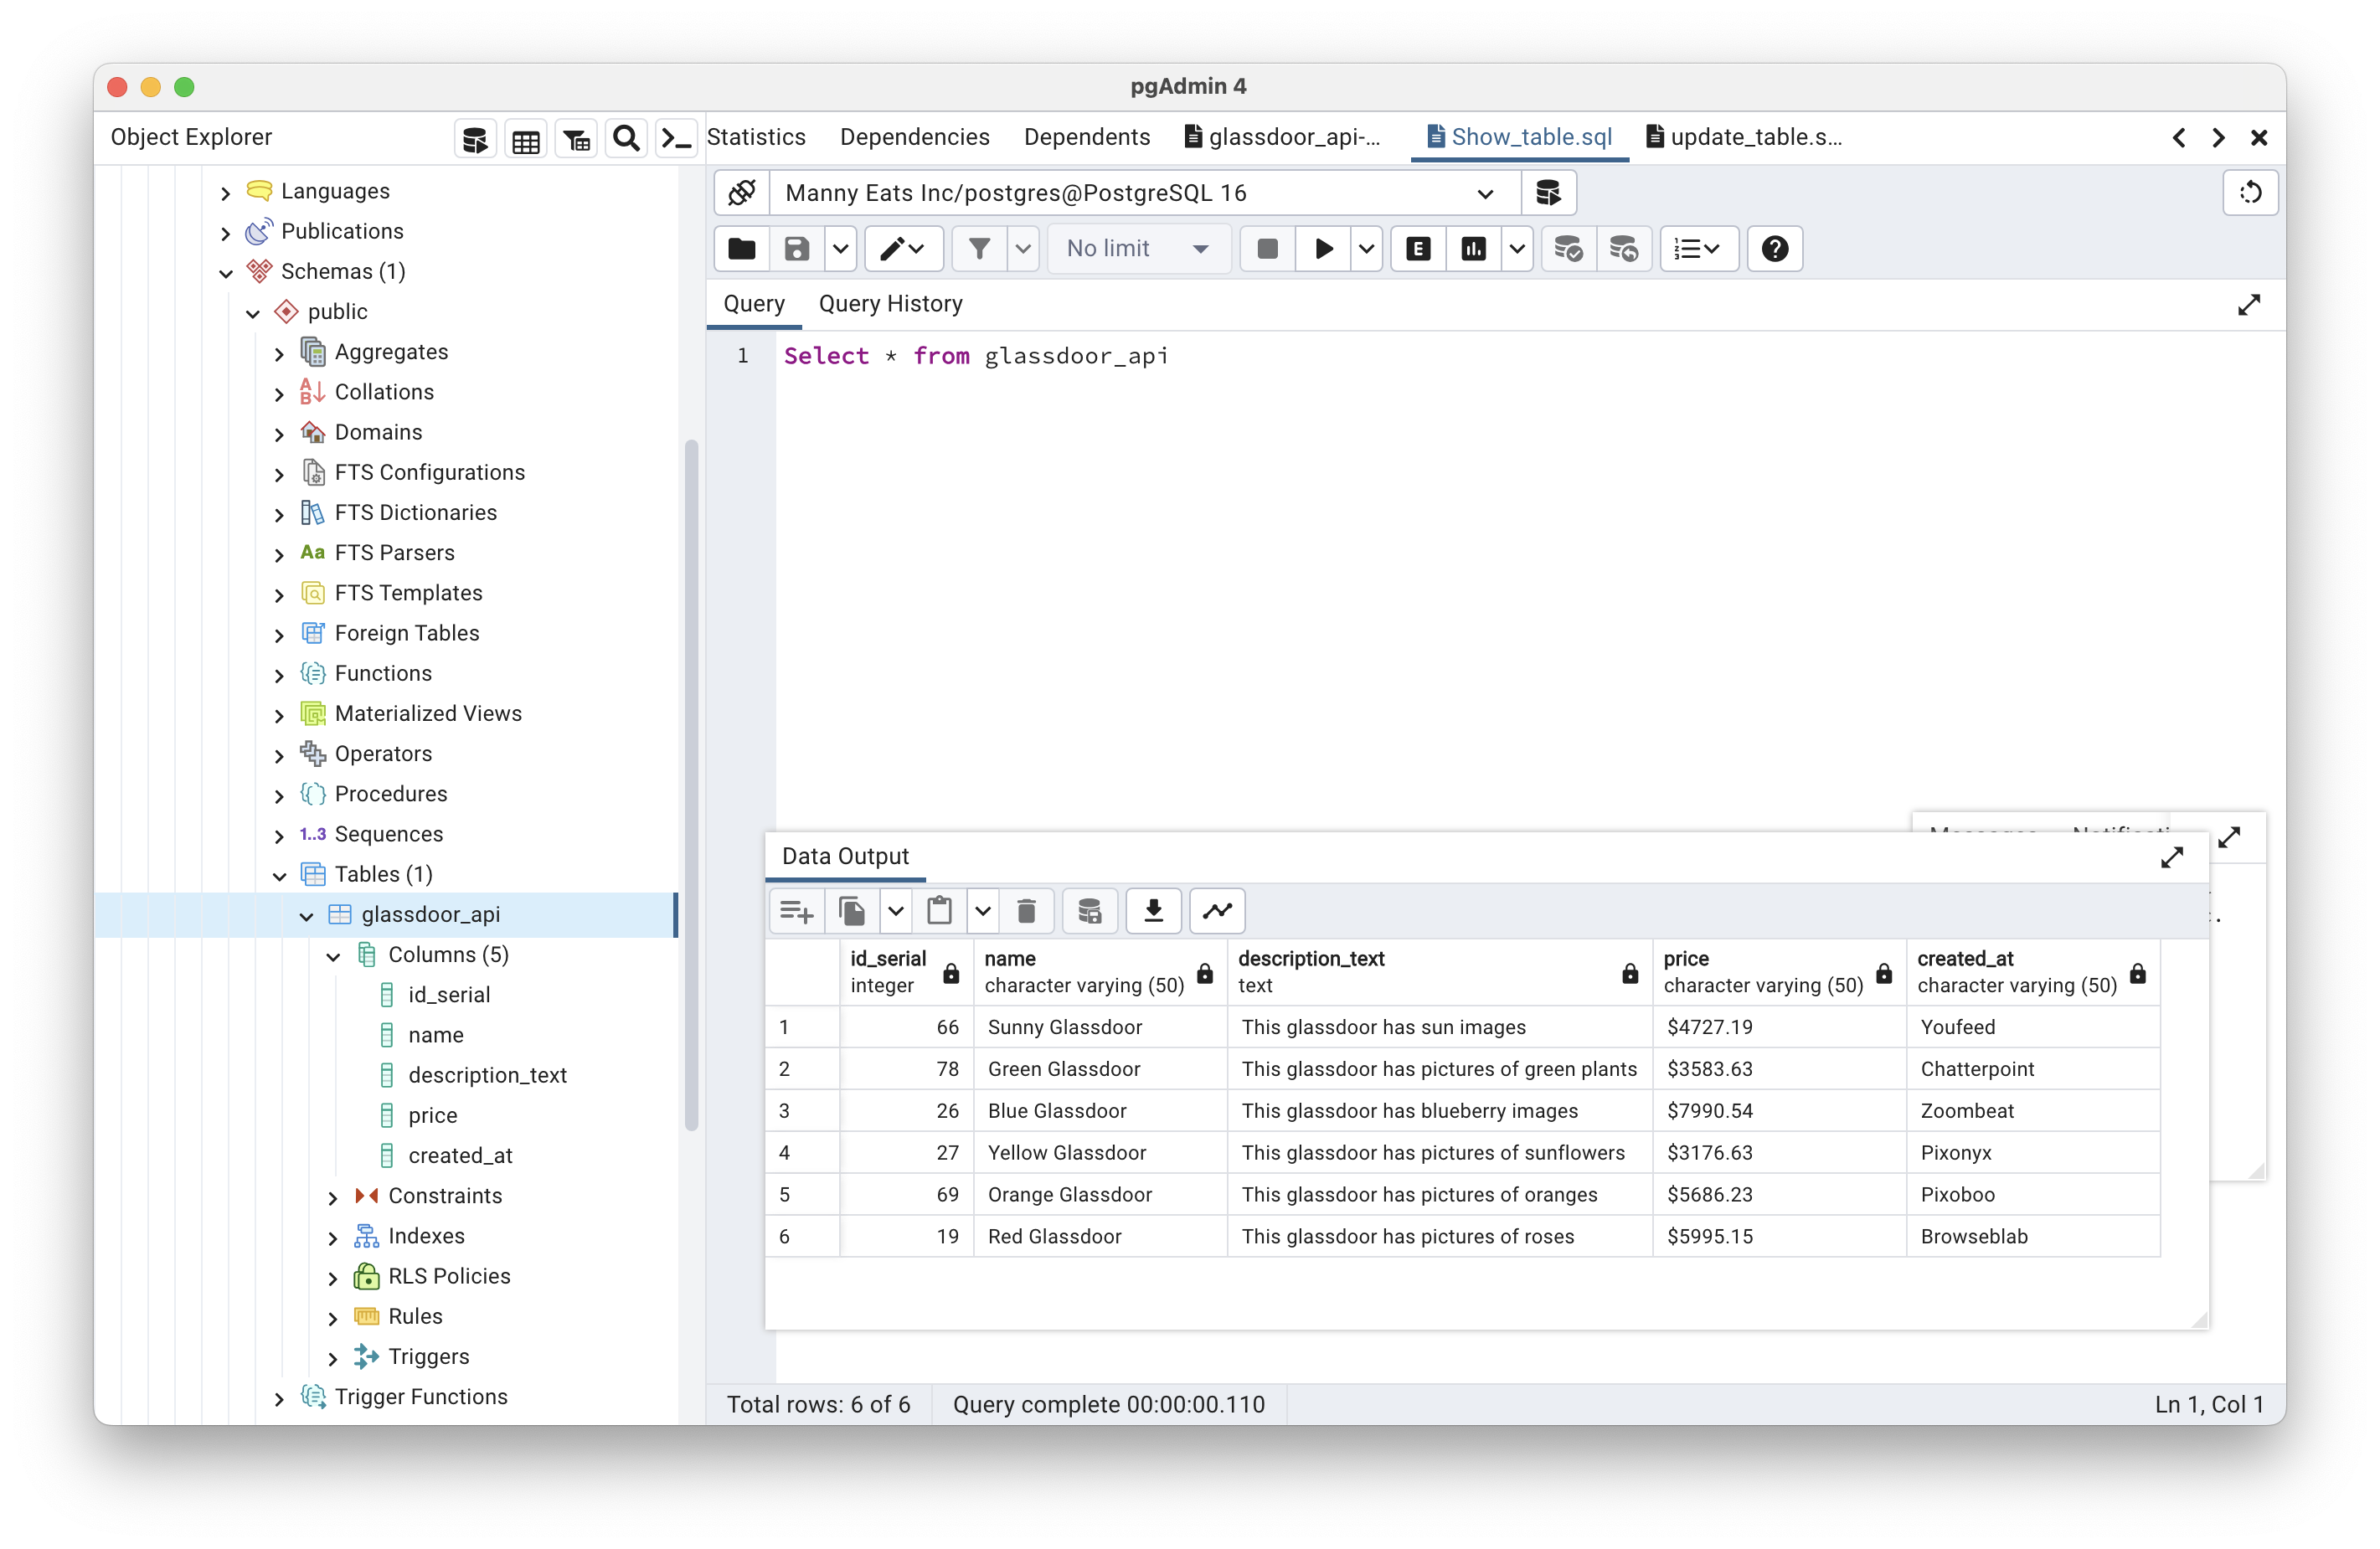 pgAdmin 4
Object Explorer
Statistics Dependencies Dependents glassdoor_api-... Show_table.sql update_table.s...
Languages
Publications
Schemas (1)
public
Aggregates
Collations
Domains
FTS Configurations
FTS Dictionaries
Aa FTS Parsers
FTS Templates
Foreign Tables
Functions
Materialized Views
Operators
Procedures
1..3 Sequences
Tables (1)
glassdoor_api
Columns (5)
id_serial
name
description_text
price
created_at
Constraints
Indexes
RLS Policies
Rules
Triggers
Trigger Functions
Manny Eats Inc/postgres@PostgreSQL 16
No limit
E
Query Query History
1 Select * from glassdoor_api
Data Output
id_serial name description_text price created_at
integer character varying (50) text character varying (50) character varying (50)
1 66 Sunny Glassdoor This glassdoor has sun images $4727.19 Youfeed
2 78 Green Glassdoor This glassdoor has pictures of green plants $3583.63 Chatterpoint
3 26 Blue Glassdoor This glassdoor has blueberry images $7990.54 Zoombeat
4 27 Yellow Glassdoor This glassdoor has pictures of sunflowers $3176.63 Pixonyx
5 69 Orange Glassdoor This glassdoor has pictures of oranges $5686.23 Pixoboo
6 19 Red Glassdoor This glassdoor has pictures of roses $5995.15 Browseblab
Total rows: 6 of 6 Query complete 00:00:00.110 Ln 1, Col 1